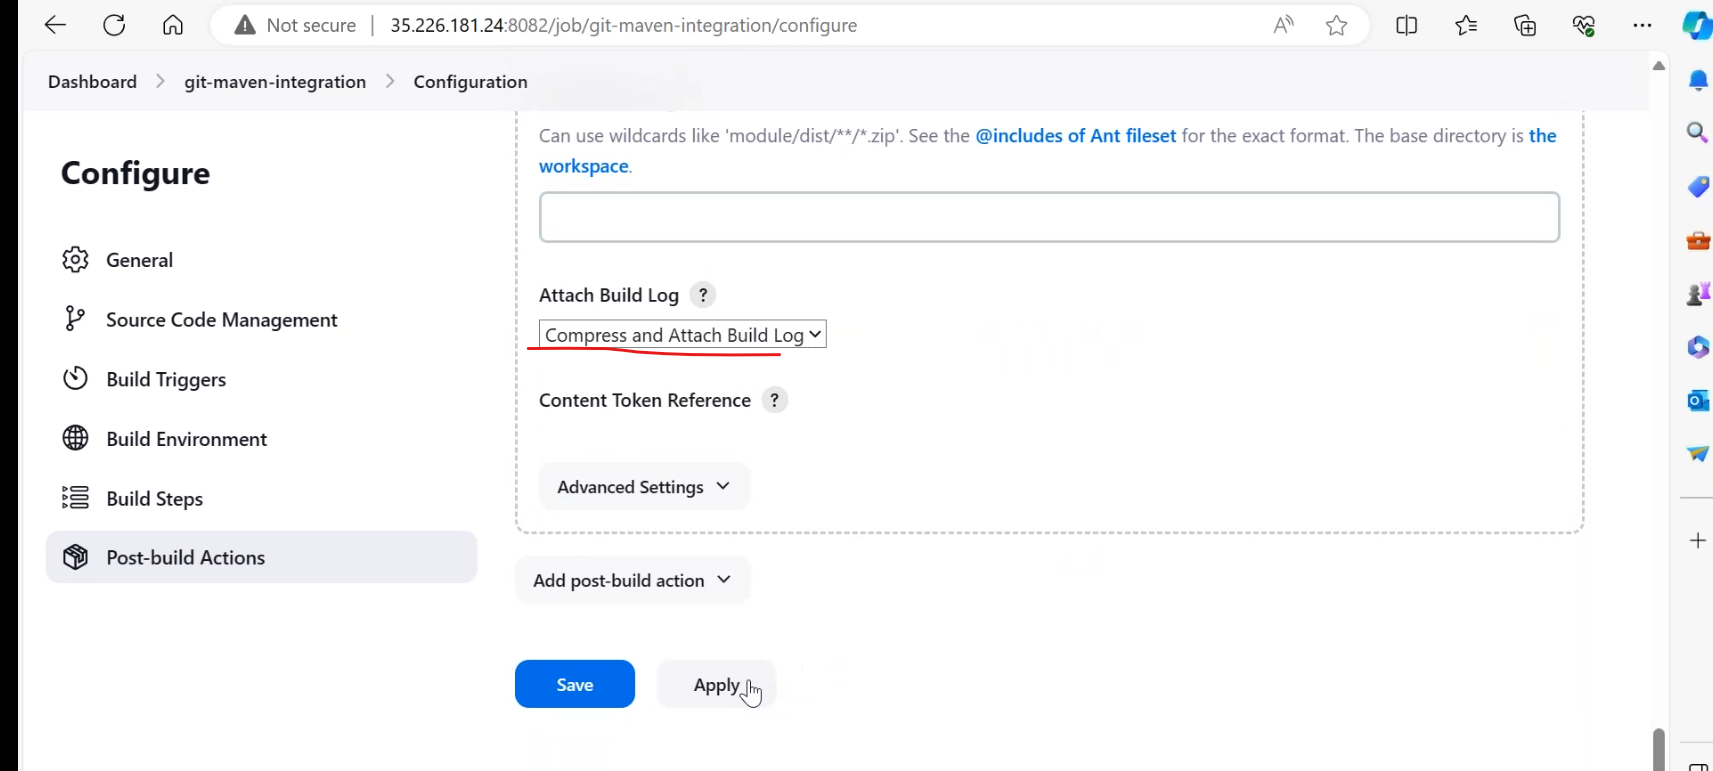 Not secure
35.226.181.24:8082/job/git-maven-integration/configure
Dashboard > git-maven-integration > Configuration
Configure
General
Source Code Management
Build Triggers
Build Environment
Build Steps
Post-build Actions
Can use wildcards like 'module/dist/**/*.zip'. See the @includes of Ant fileset for the exact format. The base directory is the
workspace.
Attach Build Log ?
Compress and Attach Build Log
Content Token Reference ?
Advanced Settings
Add post-build action
Save
Apply